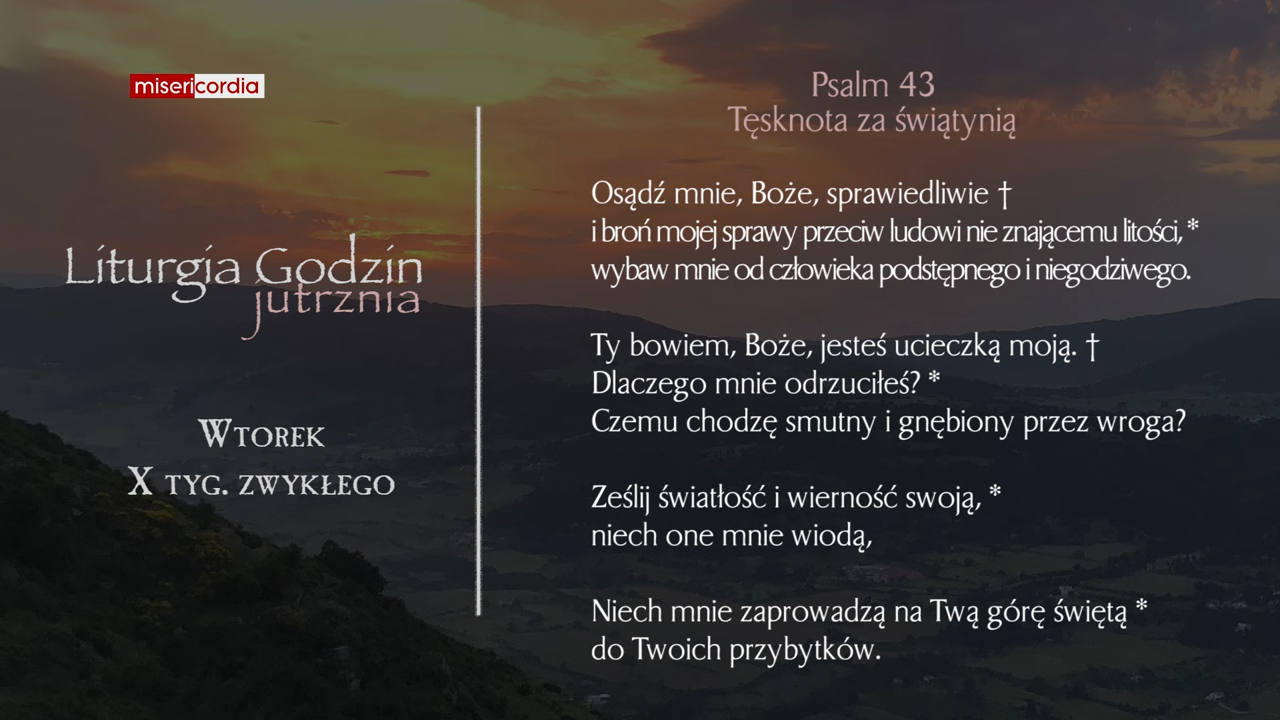 misericordia
Liturgia Godzin
jutrznia
Wtorek
X tyg. zwykłego
Psalm 43
Tęsknota za świątynią
Osądź mnie, Boże, sprawiedliwie †
i broń mojej sprawy przeciw ludowi nie znającemu litości, *
wybaw mnie od człowieka podstępnego i niegodziwego.
Ty bowiem, Boże, jesteś ucieczką moją. †
Dlaczego mnie odrzuciłeś? *
Czemu chodzę smutny i gnębiony przez wroga?
Ześlij światłość i wierność swoją, *
niech one mnie wiodą,
Niech mnie zaprowadzą na Twą górę świętą *
do Twoich przybytków.